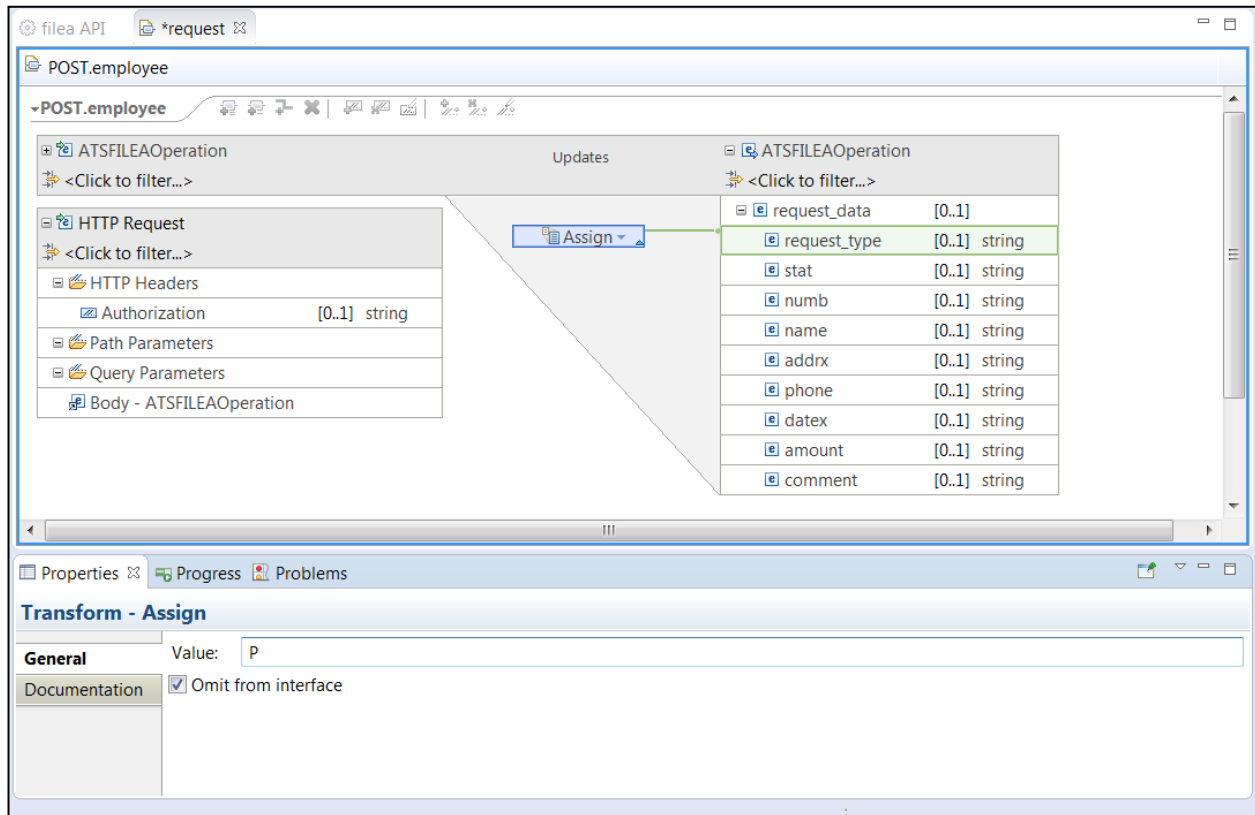 filea API
*request
POST.employee
POST.employee
ATSFILEAOperation
Updates
ATSFILEAOperation
<Click to filter...>
<Click to filter...>
HTTP Request
<Click to filter...>
HTTP Headers
Authorization [0..1] string
Path Parameters
Query Parameters
Body - ATSFILEAOperation
Assign
request_data [0..1]
request_type [0..1] string
stat [0..1] string
numb [0..1] string
name [0..1] string
addrx [0..1] string
phone [0..1] string
datex [0..1] string
amount [0..1] string
comment [0..1] string
Properties Progress Problems
Transform - Assign
General
Documentation
Value: P
Omit from interface